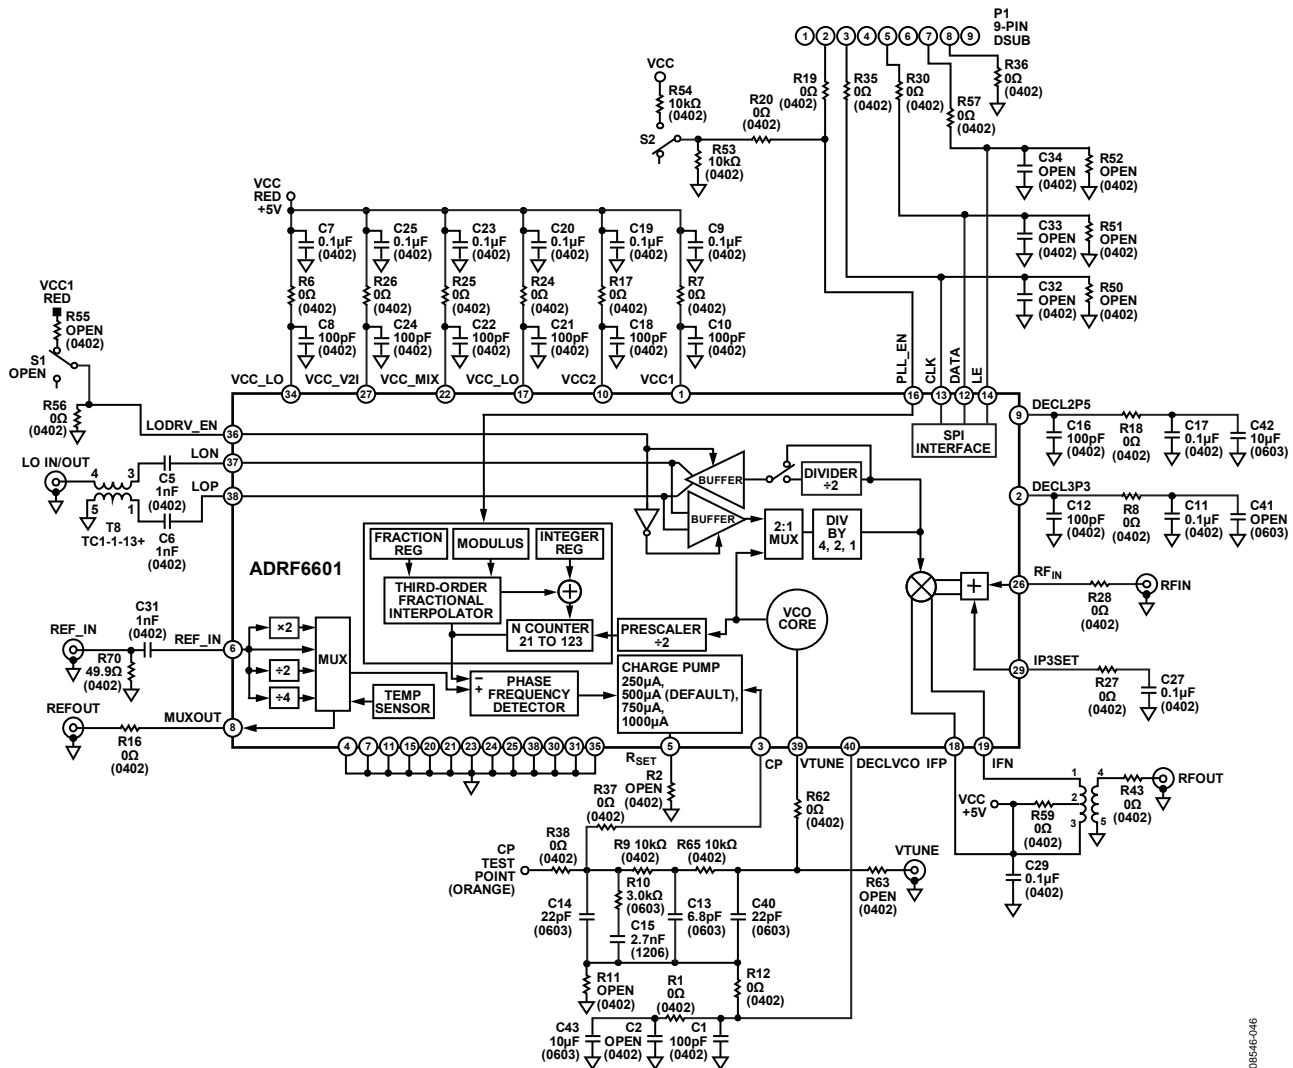 P1
9-PIN
DSUB
1 2 3 4 5 6 7 8 9
VCC
R54
10kΩ
(0402)
S2
R53
10kΩ
(0402)
R20
0Ω
(0402)
R19
0Ω
(0402)
R35
0Ω
(0402)
R30
0Ω
(0402)
R57
0Ω
(0402)
R36
0Ω
(0402)
C34
OPEN
(0402)
R52
OPEN
(0402)
C33
OPEN
(0402)
R51
OPEN
(0402)
C32
OPEN
(0402)
R50
OPEN
(0402)
VCC
RED
+5V
C7
0.1µF
(0402)
C25
0.1µF
(0402)
C23
0.1µF
(0402)
C20
0.1µF
(0402)
C19
0.1µF
(0402)
C9
0.1µF
(0402)
R6
0Ω
(0402)
R26
0Ω
(0402)
R25
0Ω
(0402)
R24
0Ω
(0402)
R17
0Ω
(0402)
R7
0Ω
(0402)
C8
100pF
(0402)
C24
100pF
(0402)
C22
100pF
(0402)
C21
100pF
(0402)
C18
100pF
(0402)
C10
100pF
(0402)
VCC_LO
34
VCC_V2I
27
VCC_MIX
22
VCC_LO
17
VCC2
10
VCC1
1
PLL_EN
16
CLK
13
DATA
12
LE
14
VCC1
RED
R55
OPEN
(0402)
S1
OPEN
R56
0Ω
(0402)
LODRV_EN
36
LO IN/OUT
4
3
5
1
T8
TC1-1-13+
C5
1nF
(0402)
C6
1nF
(0402)
LON
37
LOP
38
ADRF6601
SPI
INTERFACE
BUFFER
BUFFER
DIVIDER
÷2
2:1
MUX
DIV
BY
4, 2, 1
FRACTION
REG
MODULUS
INTEGER
REG
THIRD-ORDER
FRACTIONAL
INTERPOLATOR
+
N COUNTER
21 TO 123
PRESCALER
÷2
VCO
CORE
+
DECL2P5
9
C16
100pF
(0402)
R18
0Ω
(0402)
C17
0.1µF
(0402)
C42
10µF
(0603)
DECL3P3
2
C12
100pF
(0402)
R8
0Ω
(0402)
C11
0.1µF
(0402)
C41
OPEN
(0603)
RFIN
26
R28
0Ω
(0402)
RFIN
IP3SET
29
R27
0Ω
(0402)
C27
0.1µF
(0402)
REF_IN
R70
49.9Ω
(0402)
C31
1nF
(0402)
REF_IN
6
×2
÷2
÷4
MUX
TEMP
SENSOR
−
+
PHASE
FREQUENCY
DETECTOR
CHARGE PUMP
250µA,
500µA (DEFAULT),
750µA,
1000µA
REFOUT
R16
0Ω
(0402)
MUXOUT
8
4 7 11 15 20 21 23 24 25 38 30 31 35
RSET
5
R2
OPEN
(0402)
3
CP
39
VTUNE
40
DECLVCO
IFP
18
19
IFN
R37
0Ω
(0402)
R62
0Ω
(0402)
CP
TEST
POINT
(ORANGE)
R38
0Ω
(0402)
R9 10kΩ
(0402)
R65 10kΩ
(0402)
R10
3.0kΩ
(0603)
C14
22pF
(0603)
C15
2.7nF
(1206)
C13
6.8pF
(0603)
C40
22pF
(0603)
R63
OPEN
(0402)
VTUNE
R11
OPEN
(0402)
R12
0Ω
(0402)
R1
0Ω
(0402)
C43
10µF
(0603)
C2
OPEN
(0402)
C1
100pF
(0402)
VCC
+5V
R59
0Ω
(0402)
C29
0.1µF
(0402)
1
2
3
4
5
R43
0Ω
(0402)
RFOUT
08546-046